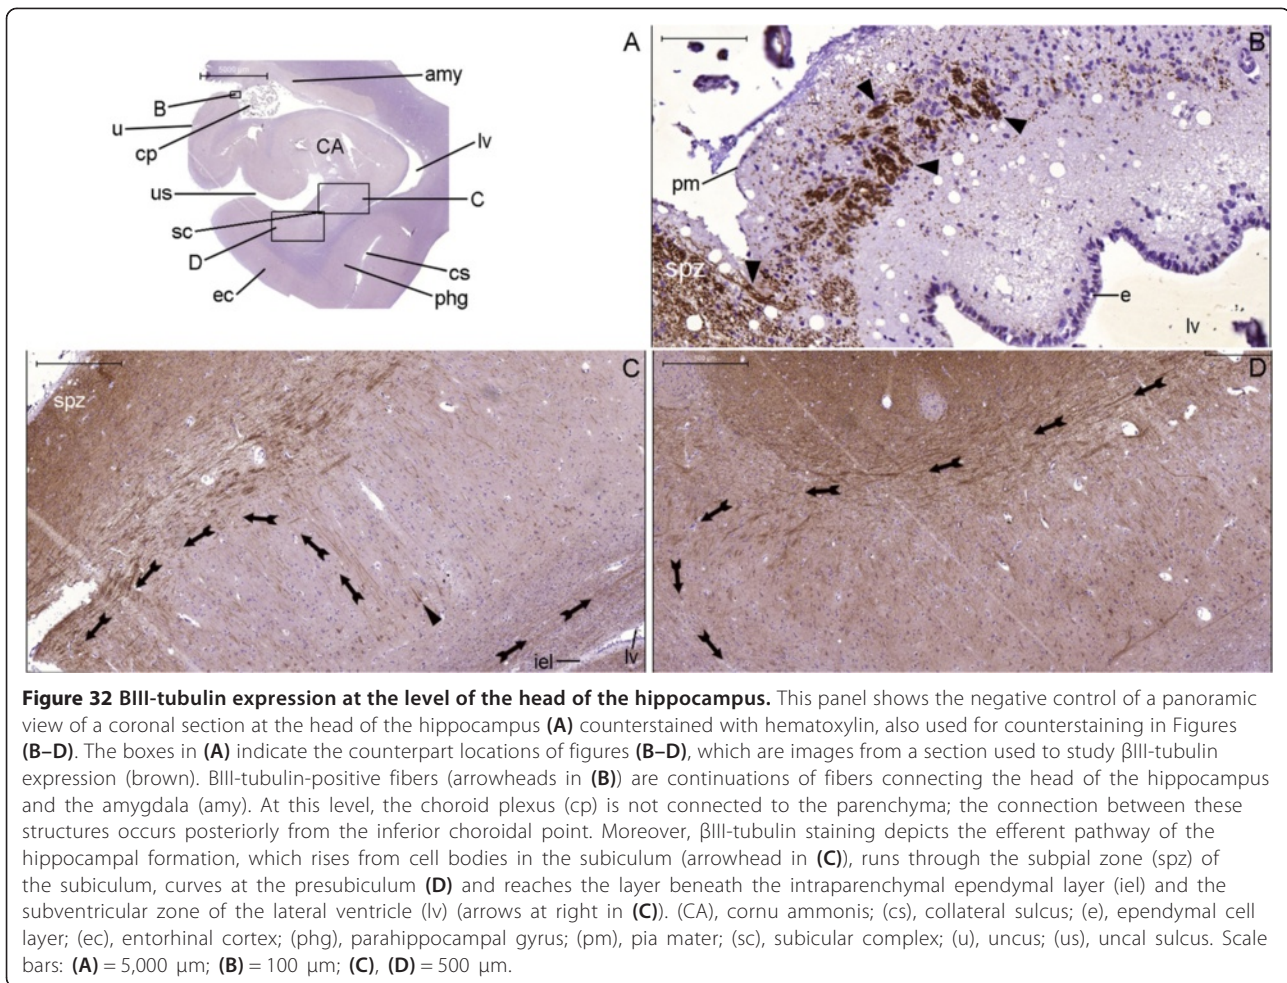 A
5000 µm
amy
B
u
cp
CA
lv
us
C
sc
D
cs
ec
phg
B
pm
spz
e
lv
C
spz
iel
lv
D
Figure 32 BIII-tubulin expression at the level of the head of the hippocampus. This panel shows the negative control of a panoramic
view of a coronal section at the head of the hippocampus (A) counterstained with hematoxylin, also used for counterstaining in Figures
(B–D). The boxes in (A) indicate the counterpart locations of figures (B–D), which are images from a section used to study βIII-tubulin
expression (brown). BIII-tubulin-positive fibers (arrowheads in (B)) are continuations of fibers connecting the head of the hippocampus
and the amygdala (amy). At this level, the choroid plexus (cp) is not connected to the parenchyma; the connection between these
structures occurs posteriorly from the inferior choroidal point. Moreover, βIII-tubulin staining depicts the efferent pathway of the
hippocampal formation, which rises from cell bodies in the subiculum (arrowhead in (C)), runs through the subpial zone (spz) of
the subiculum, curves at the presubiculum (D) and reaches the layer beneath the intraparenchymal ependymal layer (iel) and the
subventricular zone of the lateral ventricle (lv) (arrows at right in (C)). (CA), cornu ammonis; (cs), collateral sulcus; (e), ependymal cell
layer; (ec), entorhinal cortex; (phg), parahippocampal gyrus; (pm), pia mater; (sc), subicular complex; (u), uncus; (us), uncal sulcus. Scale
bars: (A) = 5,000 µm; (B) = 100 µm; (C), (D) = 500 µm.